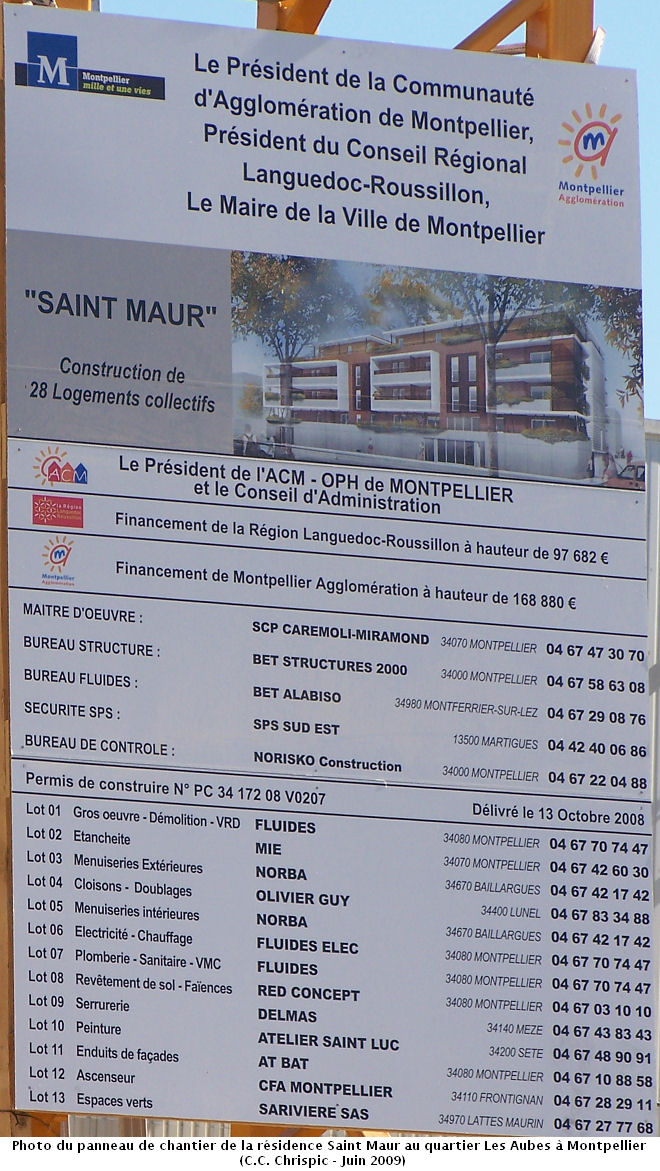 M
Montpellier
mille et une vies
Le Président de la Communauté
d'Agglomération de Montpellier,
Président du Conseil Régional
Languedoc-Roussillon,
Le Maire de la Ville de Montpellier
m
Montpellier
Agglomération
"SAINT MAUR"
Construction de
28 Logements collectifs
ACM
Le Président de l'ACM - OPH de MONTPELLIER
et le Conseil d'Administration
la Région
Languedoc
Roussillon
Financement de la Région Languedoc-Roussillon à hauteur de 97 682 €
m
Montpellier
Agglomération
Financement de Montpellier Agglomération à hauteur de 168 880 €
MAITRE D'OEUVRE : SCP CAREMOLI-MIRAMOND 34070 MONTPELLIER 04 67 47 30 70
BUREAU STRUCTURE : BET STRUCTURES 2000 34000 MONTPELLIER 04 67 58 63 08
BUREAU FLUIDES : BET ALABISO 34980 MONTFERRIER-SUR-LEZ 04 67 29 08 76
SECURITE SPS : SPS SUD EST 13500 MARTIGUES 04 42 40 06 86
BUREAU DE CONTROLE : NORISKO Construction 34000 MONTPELLIER 04 67 22 04 88
Permis de construire N° PC 34 172 08 V0207 Délivré le 13 Octobre 2008
Lot 01 Gros oeuvre - Démolition - VRD FLUIDES 34080 MONTPELLIER 04 67 70 74 47
Lot 02 Etancheite MIE 34070 MONTPELLIER 04 67 42 60 30
Lot 03 Menuiseries Extérieures NORBA 34670 BAILLARGUES 04 67 42 17 42
Lot 04 Cloisons - Doublages OLIVIER GUY 34400 LUNEL 04 67 83 34 88
Lot 05 Menuiseries intérieures NORBA 34670 BAILLARGUES 04 67 42 17 42
Lot 06 Electricité - Chauffage FLUIDES ELEC 34080 MONTPELLIER 04 67 70 74 47
Lot 07 Plomberie - Sanitaire - VMC FLUIDES 34080 MONTPELLIER 04 67 70 74 47
Lot 08 Revêtement de sol - Faïences RED CONCEPT 34080 MONTPELLIER 04 67 03 10 10
Lot 09 Serrurerie DELMAS 34140 MEZE 04 67 43 83 43
Lot 10 Peinture ATELIER SAINT LUC 34200 SETE 04 67 48 90 91
Lot 11 Enduits de façades AT BAT 34080 MONTPELLIER 04 67 10 88 58
Lot 12 Ascenseur CFA MONTPELLIER 34110 FRONTIGNAN 04 67 28 29 11
Lot 13 Espaces verts SARIVIERE SAS 34970 LATTES MAURIN 04 67 27 77 68
Photo du panneau de chantier de la résidence Saint Maur au quartier Les Aubes à Montpellier
(C.C. Chrispic - Juin 2009)